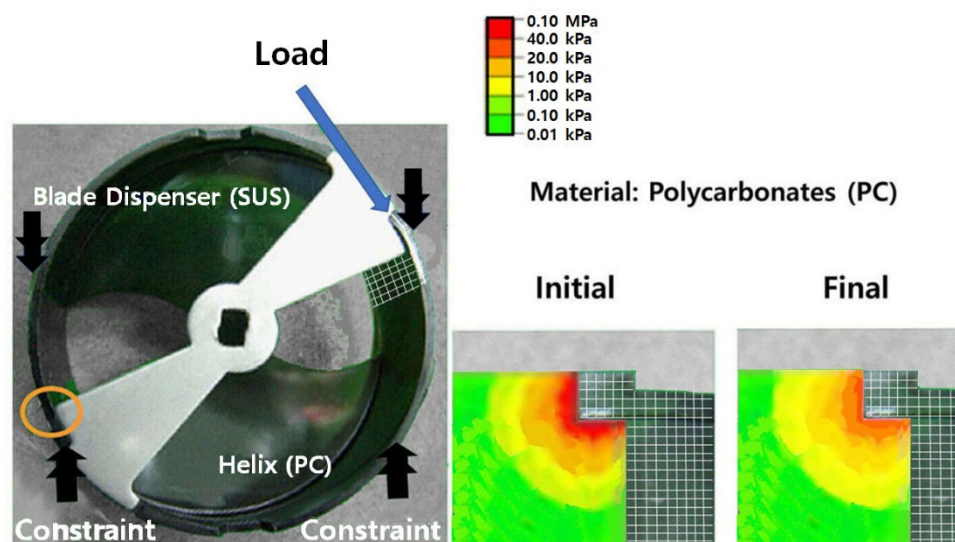 Load
0.10 MPa
40.0 kPa
20.0 kPa
10.0 kPa
1.00 kPa
0.10 kPa
0.01 kPa
Blade Dispenser (SUS)
Material: Polycarbonates (PC)
Initial
Final
Helix (PC)
Constraint
Constraint